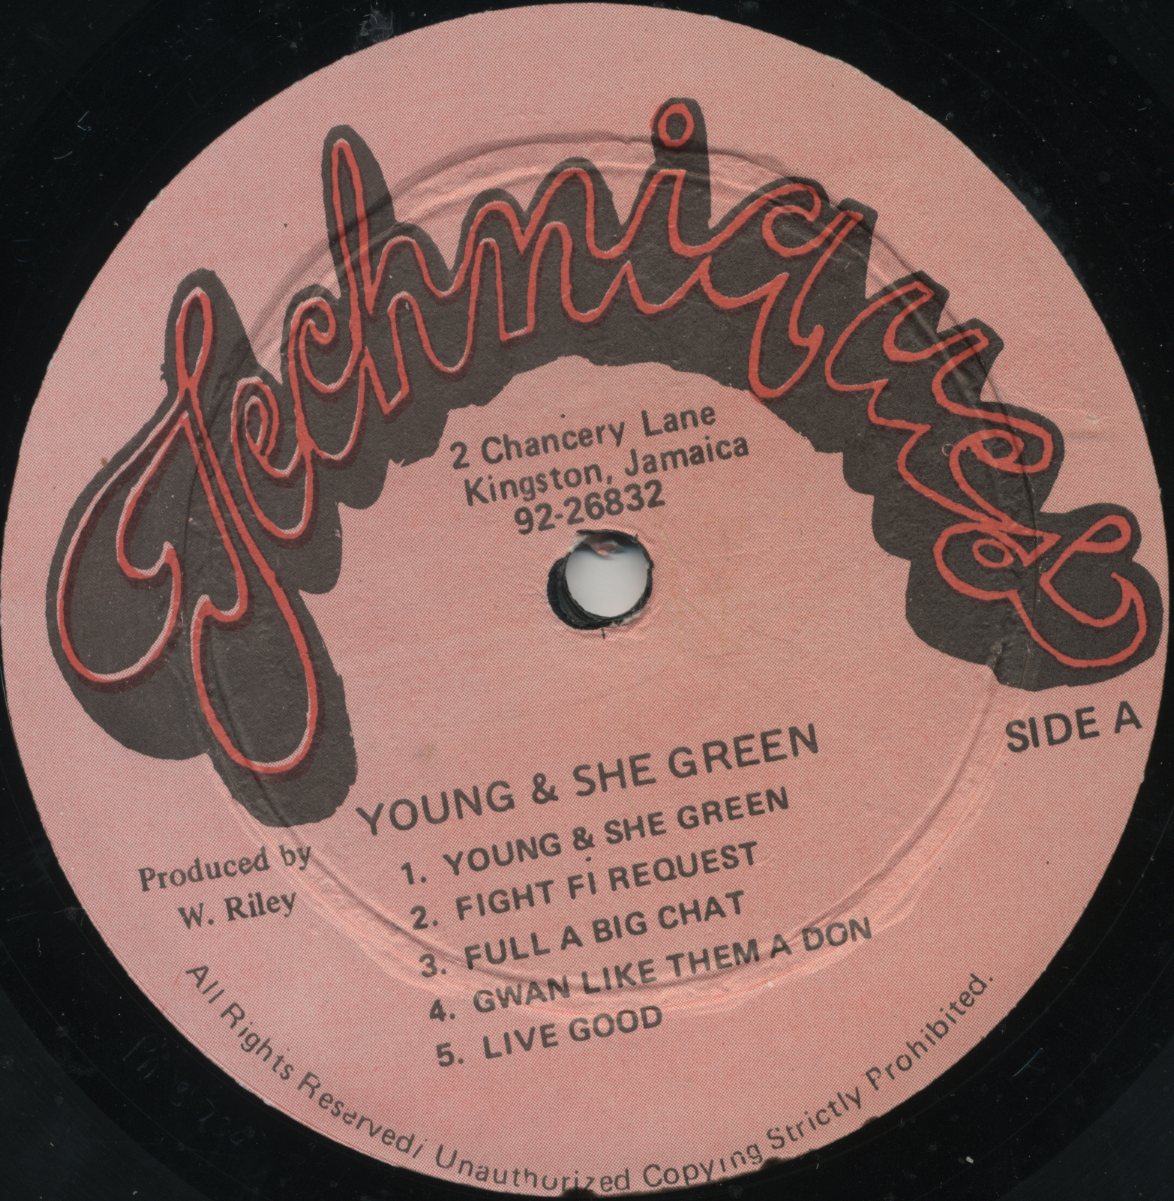 Techniques
2 Chancery Lane
Kingston, Jamaica
92-26832
SIDE A
YOUNG & SHE GREEN
1. YOUNG & SHE GREEN
2. FIGHT FI REQUEST
3. FULL A BIG CHAT
4. GWAN LIKE THEM A DON
5. LIVE GOOD
Produced by
W. Riley
All Rights Reserved; Unauthorized Copying Strictly Prohibited.